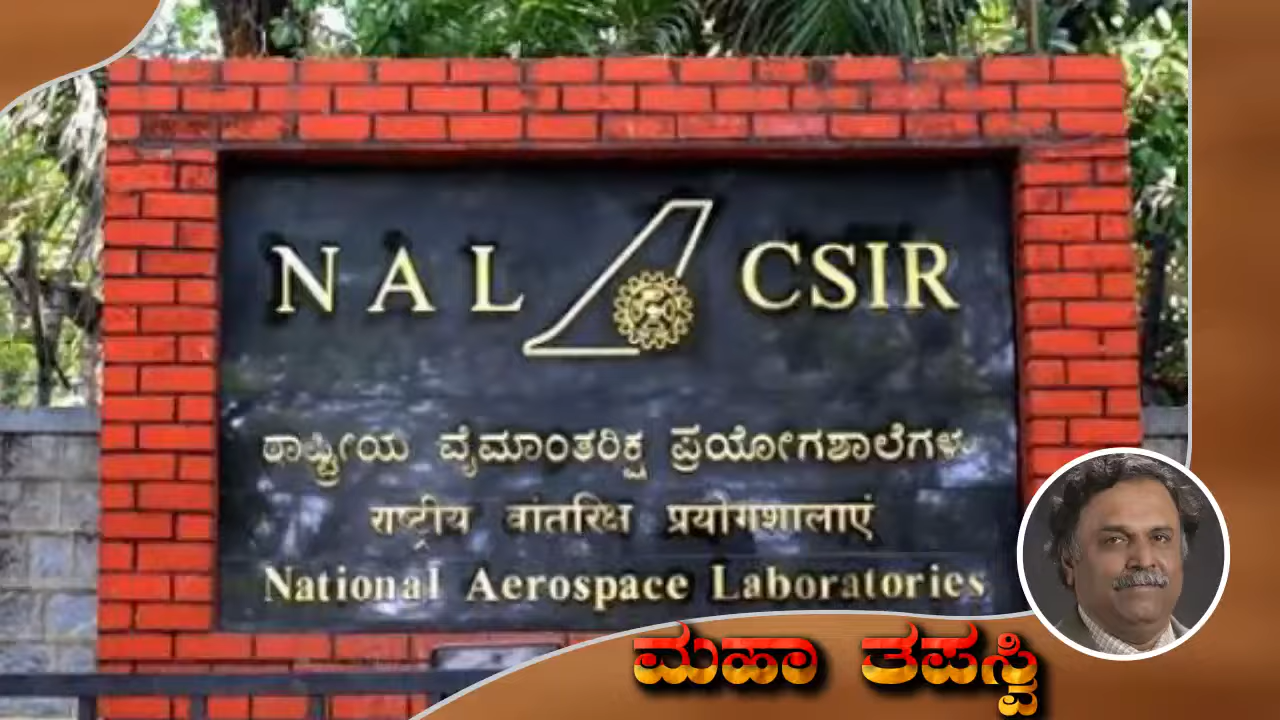 NAL CSIR
ರಾಷ್ಟ್ರೀಯ ವೈಮಾಂತರಿಕ್ಷ ಪ್ರಯೋಗಶಾಲೆಗಳು
राष्ट्रीय वांतरिक्ष प्रयोगशालाएं
National Aerospace Laboratories
ಮಹಾ ತಪಸ್ವಿ